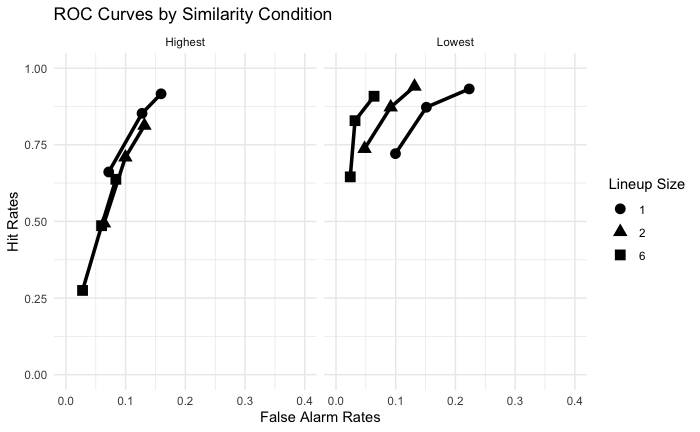 ROC Curves by Similarity Condition
Highest
Lowest
1.00
0.75
0.50
0.25
0.00
Hit Rates
0.0 0.1 0.2 0.3 0.4
0.0 0.1 0.2 0.3 0.4
False Alarm Rates
Lineup Size
1
2
6